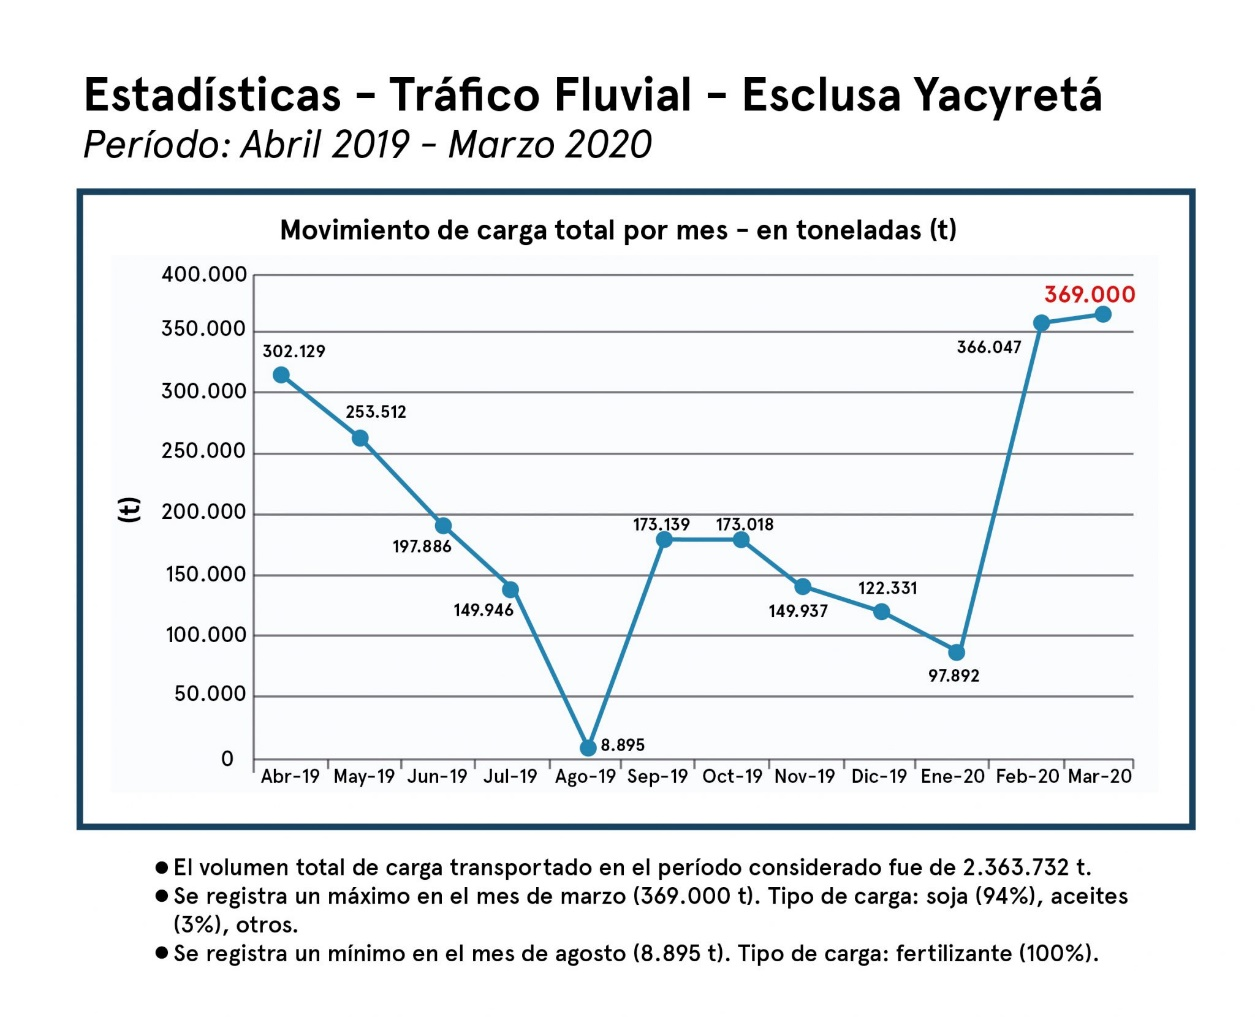 Estadísticas - Tráfico Fluvial - Esclusa Yacyretá
Período: Abril 2019 - Marzo 2020
Movimiento de carga total por mes - en toneladas (t)
400.000
369.000
350.000
366.047
302.129
300.000
253.512
250.000
(t)
200.000
173.139
173.018
197.886
150.000
122.331
149.946
149.937
100.000
97.892
50.000
8.895
0
Abr-19 May-19 Jun-19 Jul-19 Ago-19 Sep-19 Oct-19 Nov-19 Dic-19 Ene-20 Feb-20 Mar-20
● El volumen total de carga transportado en el período considerado fue de 2.363.732 t.
● Se registra un máximo en el mes de marzo (369.000 t). Tipo de carga: soja (94%), aceites
(3%), otros.
● Se registra un mínimo en el mes de agosto (8.895 t). Tipo de carga: fertilizante (100%).